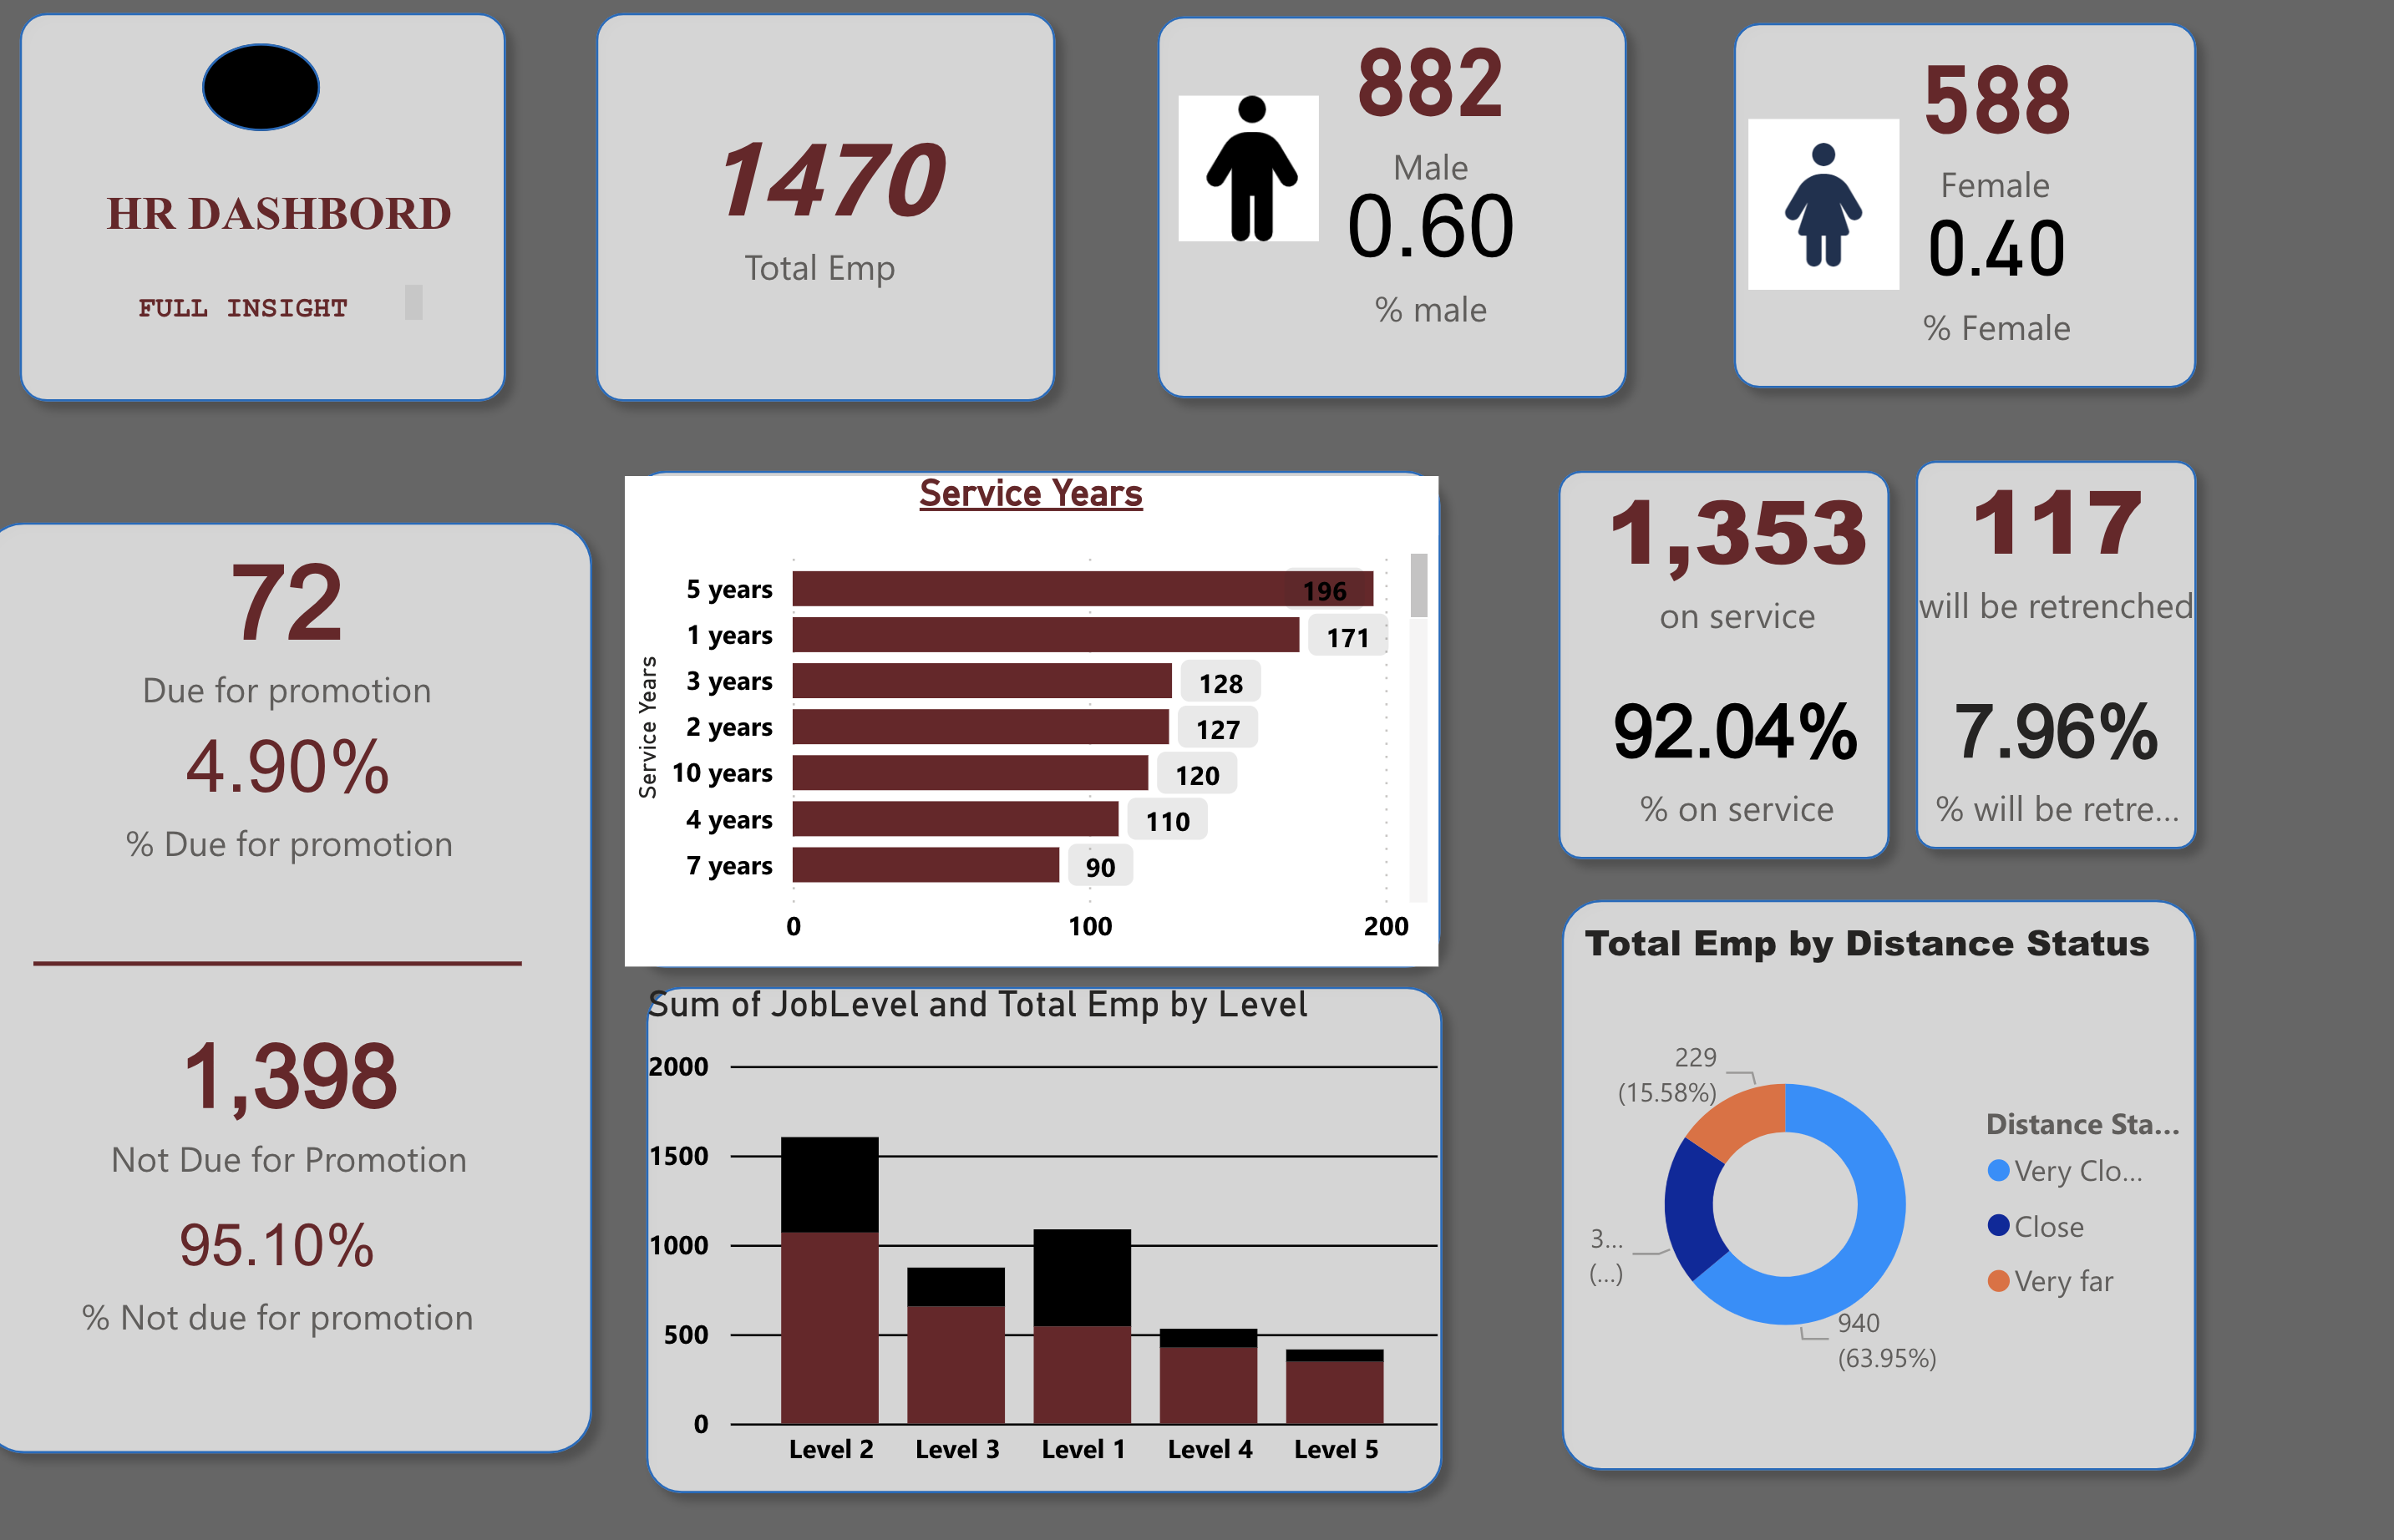 HR DASHBORD
FULL INSIGHT
1470
Total Emp
882
Male
0.60
% male
588
Female
0.40
% Female
72
Due for promotion
4.90%
% Due for promotion
1,398
Not Due for Promotion
95.10%
% Not due for promotion
Service Years
Service Years
5 years
196
1 years
171
3 years
128
2 years
127
10 years
120
4 years
110
7 years
90
0
100
200
Sum of JobLevel and Total Emp by Level
2000
1500
1000
500
0
Level 2
Level 3
Level 1
Level 4
Level 5
1,353
on service
92.04%
% on service
117
will be retrenched
7.96%
% will be retre...
Total Emp by Distance Status
229
(15.58%)
3...
(...)
940
(63.95%)
Distance Sta...
Very Clo...
Close
Very far